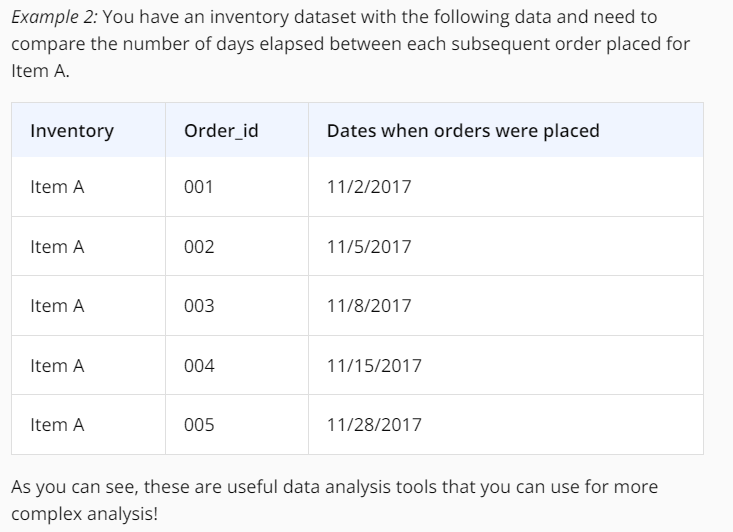 Example 2: You have an inventory dataset with the following data and need to
compare the number of days elapsed between each subsequent order placed for
Item A.
Inventory Order_id Dates when orders were placed
Item A 001 11/2/2017
Item A 002 11/5/2017
Item A 003 11/8/2017
Item A 004 11/15/2017
Item A 005 11/28/2017
As you can see, these are useful data analysis tools that you can use for more
complex analysis!